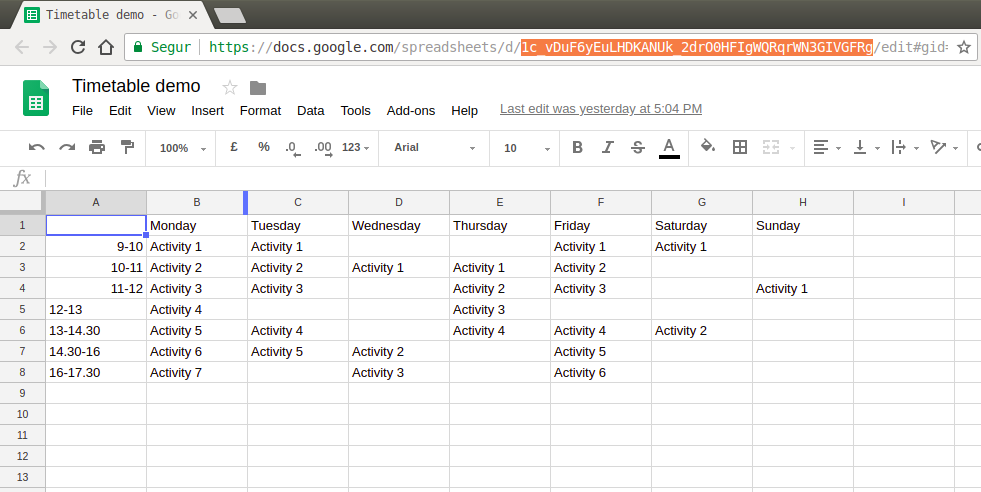 Timetable demo - Go
Segur https://docs.google.com/spreadsheets/d/1c_vDuF6yEuLHDKANUk_2drO0HFIgWQRqrWN3GIVGFRg/edit#gid=
Timetable demo
File Edit View Insert Format Data Tools Add-ons Help Last edit was yesterday at 5:04 PM
100% £ % .0 .00 123 Arial 10 B I S A
fx
A B C D E F G H I
1 Monday Tuesday Wednesday Thursday Friday Saturday Sunday
2 9-10 Activity 1 Activity 1 Activity 1 Activity 1
3 10-11 Activity 2 Activity 2 Activity 1 Activity 1 Activity 2
4 11-12 Activity 3 Activity 3 Activity 2 Activity 3 Activity 1
5 12-13 Activity 4 Activity 3
6 13-14.30 Activity 5 Activity 4 Activity 4 Activity 4 Activity 2
7 14.30-16 Activity 6 Activity 5 Activity 2 Activity 5
8 16-17.30 Activity 7 Activity 3 Activity 6
9
10
11
12
13